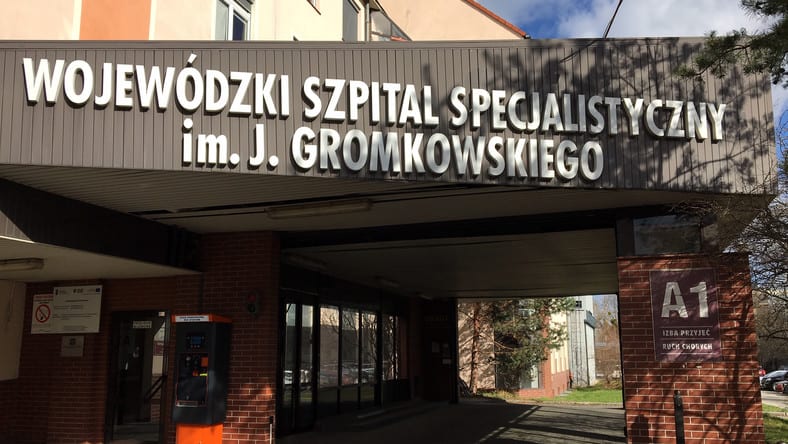 WOJEWÓDZKI SZPITAL SPECJALISTYCZNY
im. J. GROMKOWSKIEGO
A1
IZBA PRZYJĘĆ
RUCH CHORYCH